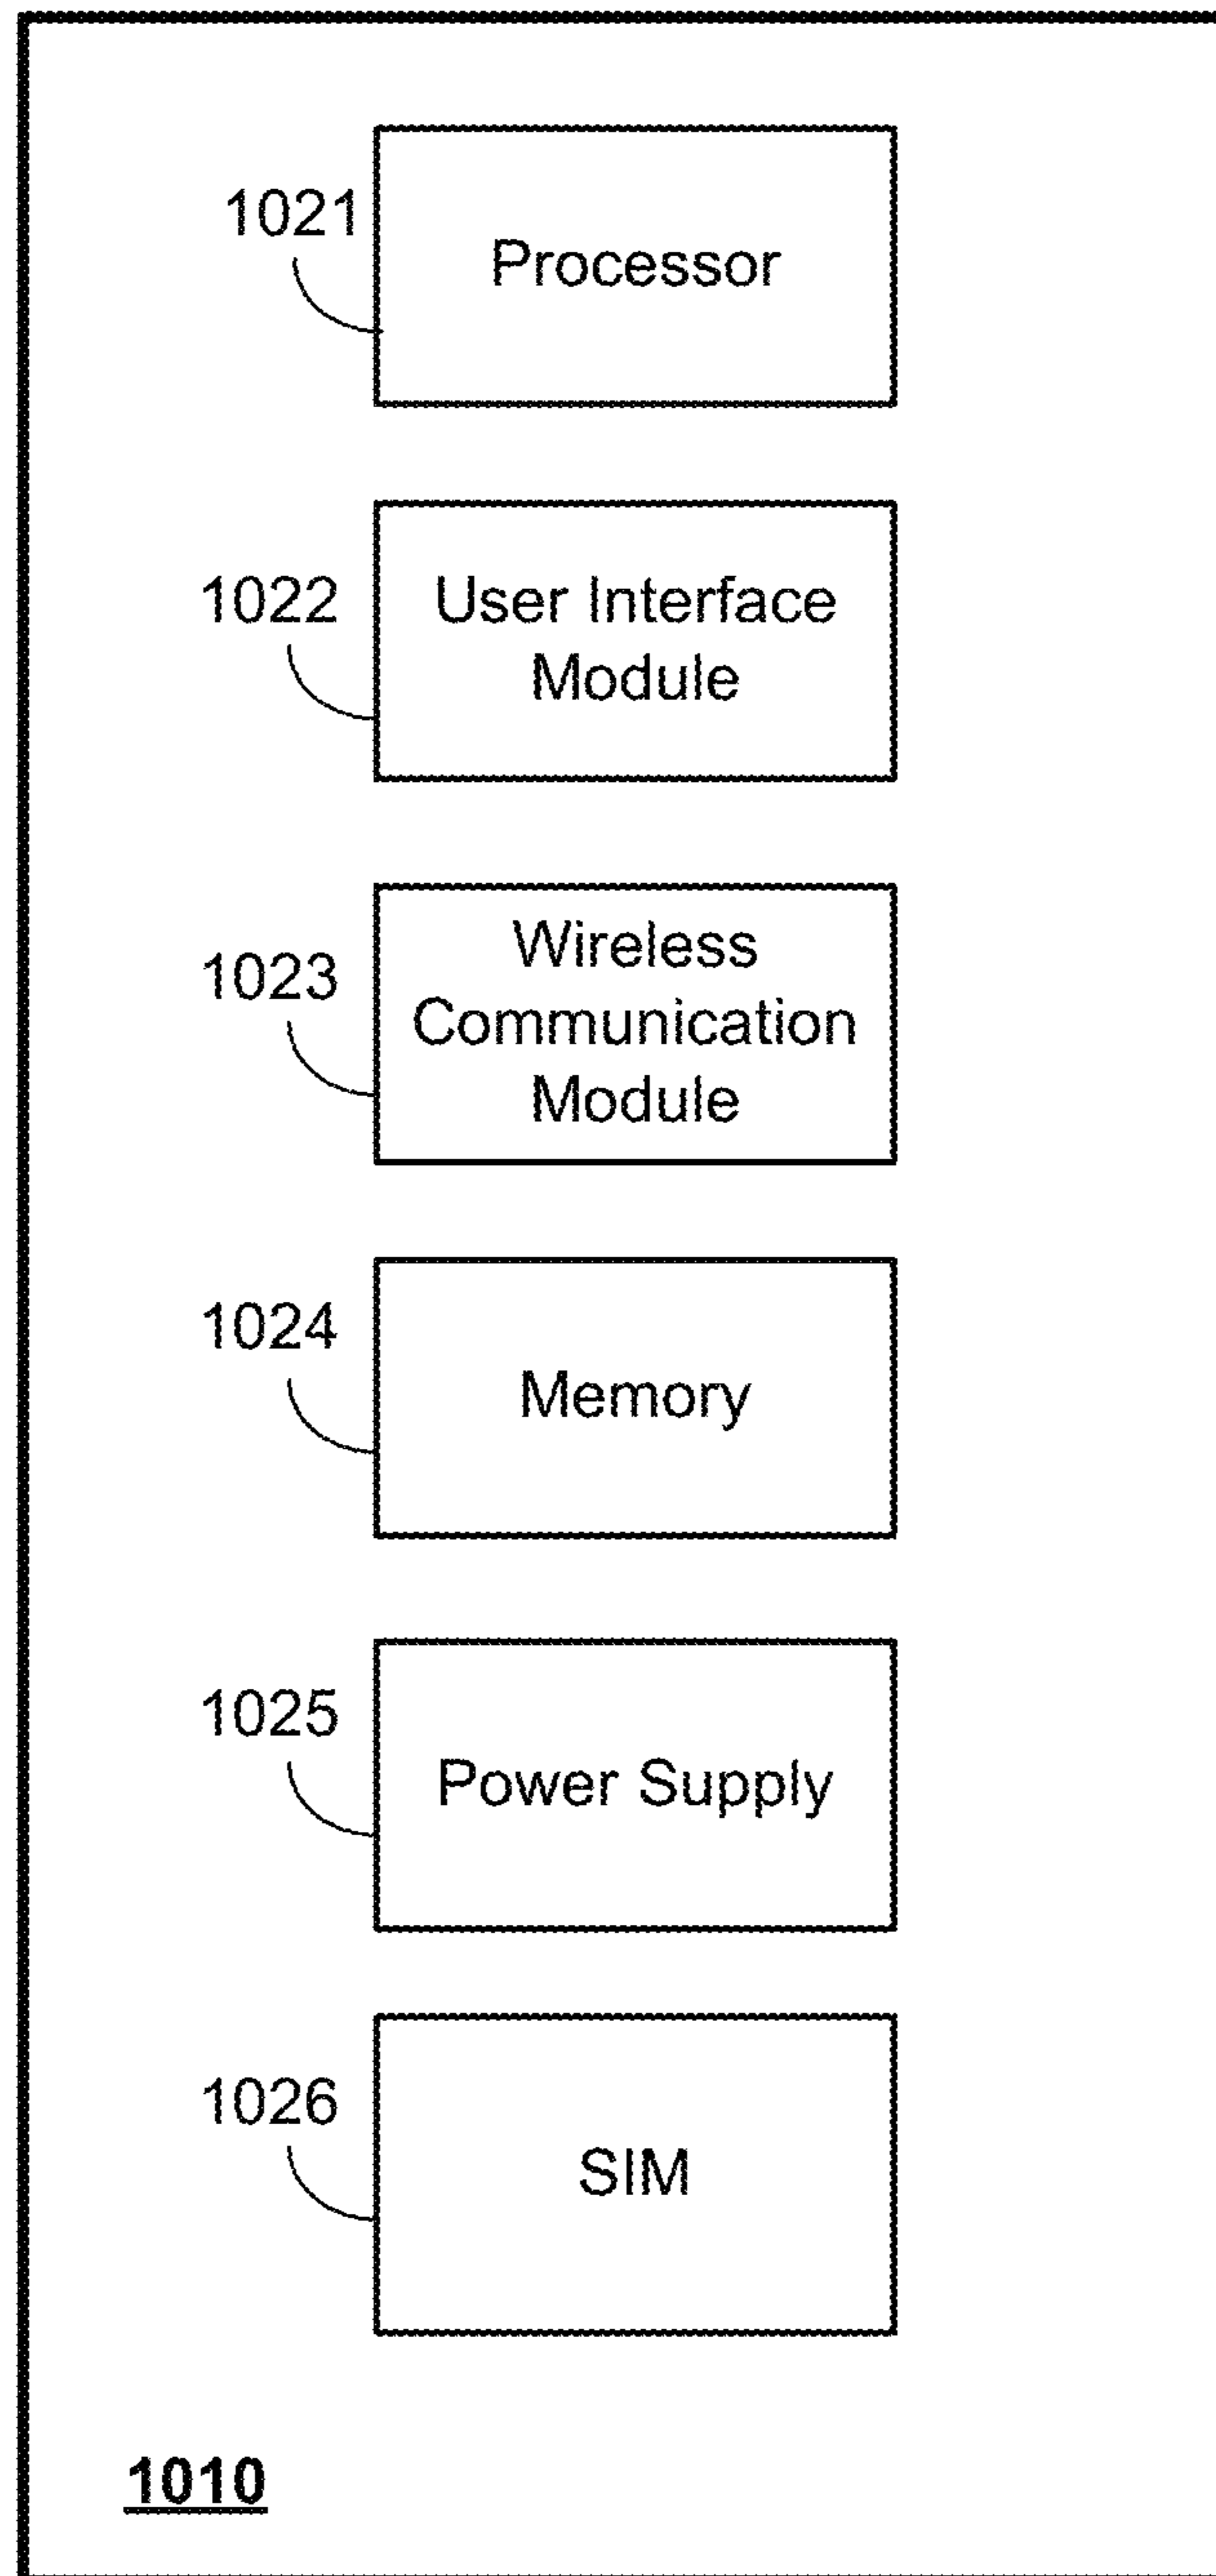 1021
Processor
1022
User Interface
Module
1023
Wireless
Communication
Module
1024
Memory
1025
Power Supply
1026
SIM
1010